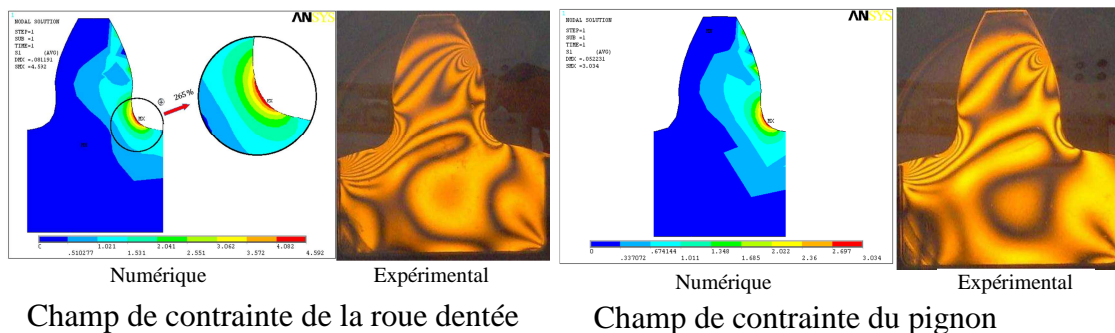 ANSYS
NODAL SOLUTION
STEP=1
SUB =1
TIME=1
S1 (AVG)
DMX =.081191
SMX =4.592
265%
MX
MX
0
1.021
2.041
3.062
4.082
.510277
1.531
2.551
3.572
4.592
Numérique
Expérimental
Champ de contrainte de la roue dentée
ANSYS
NODAL SOLUTION
STEP=1
SUB =1
TIME=1
S1 (AVG)
DMX =.052231
SMX =3.034
MX
0
.674144
1.348
2.022
2.697
.337072
1.011
1.685
2.36
3.034
Numérique
Expérimental
Champ de contrainte du pignon